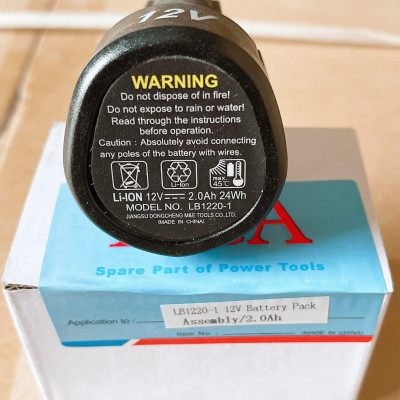 12V
WARNING
Do not dispose of in fire!
Do not expose to rain or water!
Read through the instructions
before operation.
Caution : Absolutely avoid connecting
any poles of the battery with wires.
Li-Ion
max.
45°C
Li-ION 12V 2.0Ah 24Wh
MODEL NO. LB1220-1
JIANGSU DONGCHENG M&E TOOLS CO.,LTD.
(MADE IN CHINA)
Spare Part of Power Tools
LB1220-1 12V Battery Pack
Application to : Assembly/2.0Ah
Item No.:
(MADE IN CHINA)